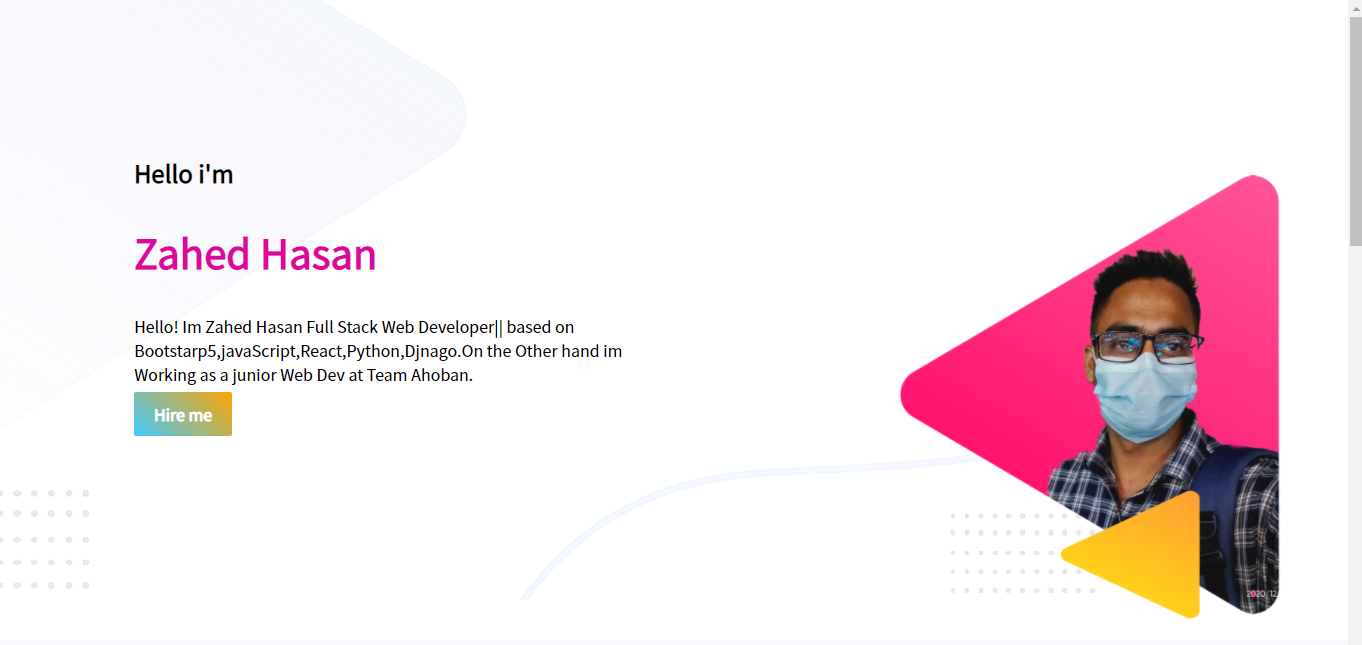 Hello i'm
Zahed Hasan
Hello! Im Zahed Hasan Full Stack Web Developer|| based on
Bootstarp5,javaScript,React,Python,Djnago.On the Other hand im
Working as a junior Web Dev at Team Ahoban.
Hire me
2020/12